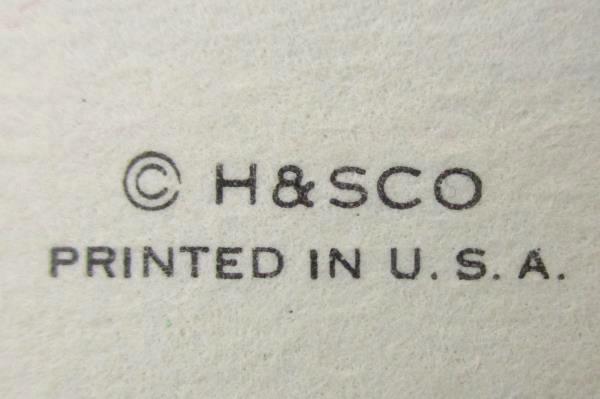 © H&SCO
PRINTED IN U. S. A.